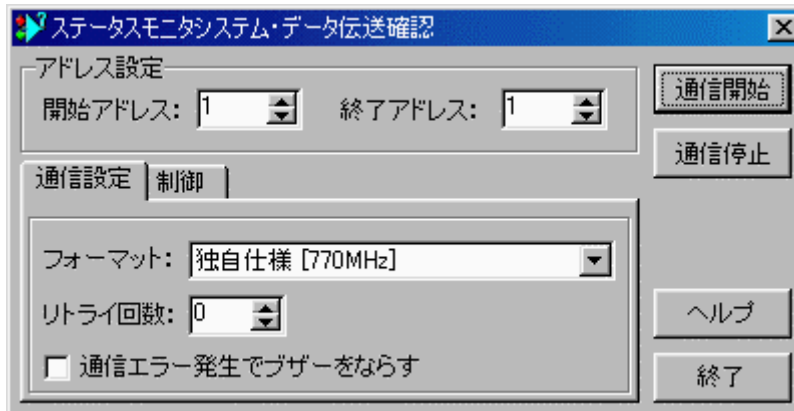 ステータスモニタシステム・データ伝送確認
アドレス設定
開始アドレス: 1 終了アドレス: 1
通信開始
通信停止
通信設定 制御
フォーマット: 独自仕様 [770MHz]
リトライ回数: 0
通信エラー発生でブザーをならす
ヘルプ
終了